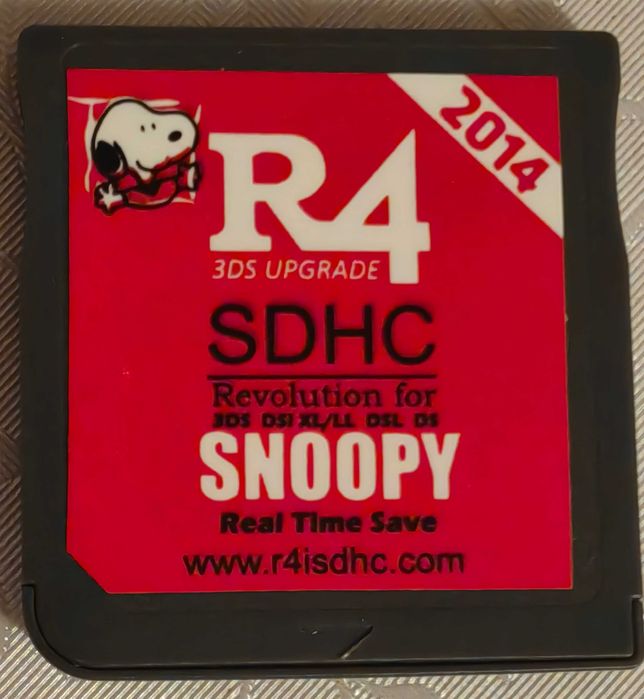 2014
R4
3DS UPGRADE
SDHC
Revolution for
3DS DSI XL/LL DSL DS
SNOOPY
Real Time Save
www.r4isdhc.com